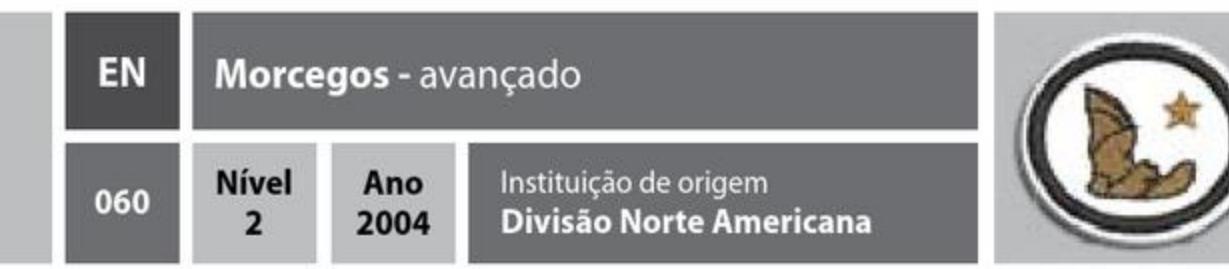 EN
Morcegos - avançado
060
Nível
2
Ano
2004
Instituição de origem
Divisão Norte Americana